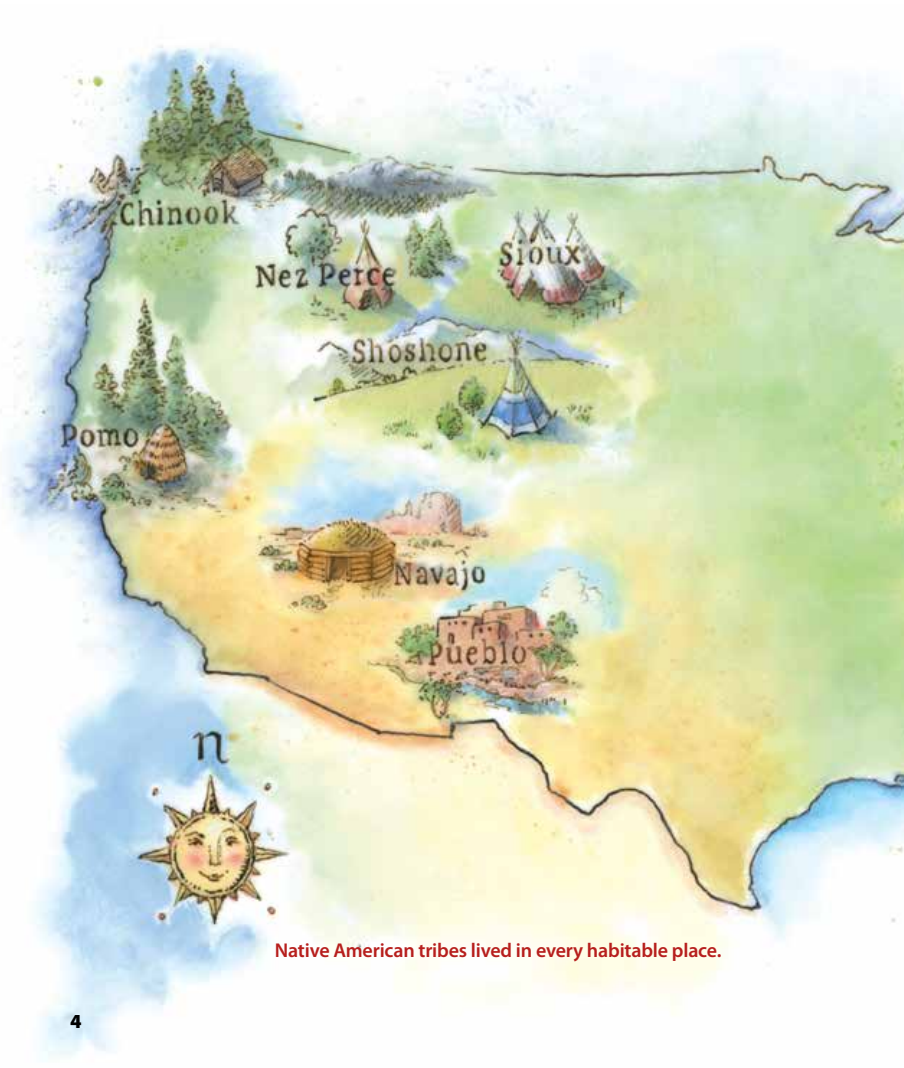 Chinook
Nez Perce
Sioux
Shoshone
Pomo
Navajo
Pueblo
n
Native American tribes lived in every habitable place.
4